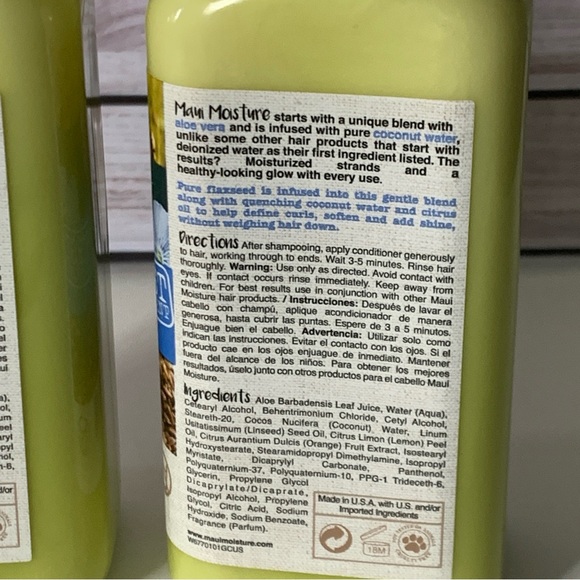 Maui Moisture starts with a unique blend with
aloe vera and is infused with pure coconut water,
unlike some other hair products that start with
deionized water as their first ingredient listed. The
results? Moisturized strands and a
healthy-looking glow with every use.
Pure flaxseed is infused into this gentle blend
along with quenching coconut water and citrus
oil to help define curls, soften and add shine,
without weighing hair down.
Directions After shampooing, apply conditioner generously
to hair, working through to ends. Wait 3-5 minutes. Rinse hair
thoroughly. Warning: Use only as directed. Avoid contact with
eyes. If contact occurs rinse immediately. Keep away from
children. For best results use in conjunction with other Maui
Moisture hair products. / Instrucciones: Después de lavar el
cabello con champú, aplique acondicionador de manera
generosa, hasta cubrir las puntas. Espere de 3 a 5 minutos.
Enjuague bien el cabello. Advertencia: Utilizar solo como
indican las instrucciones. Evitar el contacto con los ojos. Si el
producto cae en los ojos enjuague de inmediato. Mantener
fuera del alcance de los niños. Para obtener los mejores
resultados, úselo junto con otros productos para el cabello Maui
Moisture.
Ingredients Aloe Barbadensis Leaf Juice, Water (Aqua),
Cetearyl Alcohol, Behentrimonium Chloride, Cetyl Alcohol,
Steareth-20, Cocos Nucifera (Coconut) Water, Linum
Usitatissimum (Linseed) Seed Oil, Citrus Limon (Lemon) Peel
Oil, Citrus Aurantium Dulcis (Orange) Fruit Extract, Isostearyl
Hydroxystearate, Stearamidopropyl Dimethylamine, Isopropyl
Myristate, Dicaprylyl Carbonate, Panthenol,
Polyquaternium-37, Polyquaternium-10, PPG-1 Trideceth-6,
Glycerin, Propylene Glycol
Dicaprylate/Dicaprate,
Isopropyl Alcohol, Propylene
Glycol, Citric Acid, Sodium
Hydroxide, Sodium Benzoate,
Fragrance (Parfum).
www.mauimoisture.com
W6770101GCUS
Made in U.S.A. with U.S. and/or
Imported Ingredients
18M